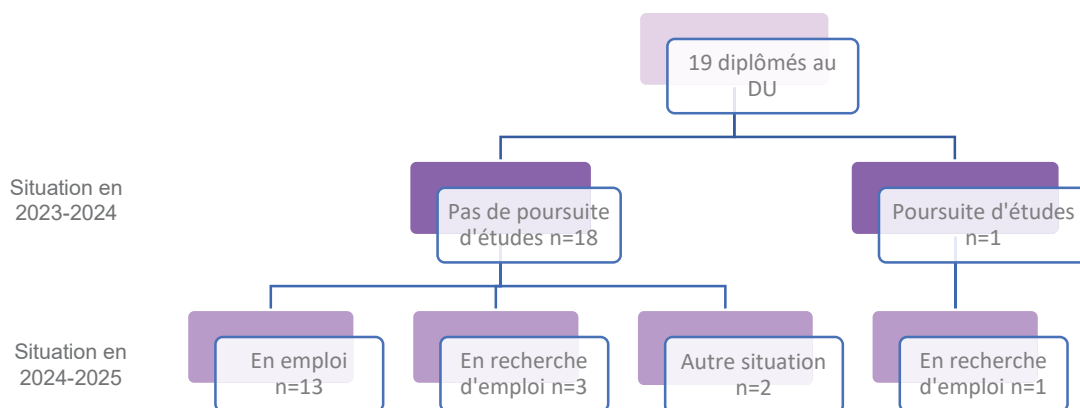 19 diplômés au
DU
Situation en
2023-2024
Pas de poursuite
d'études n=18
Poursuite d'études
n=1
Situation en
2024-2025
En emploi
n=13
En recherche
d'emploi n=3
Autre situation
n=2
En recherche
d'emploi n=1